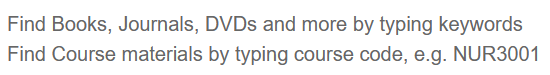 Find Books, Journals, DVDs and more by typing keywords
Find Course materials by typing course code, e.g. NUR3001